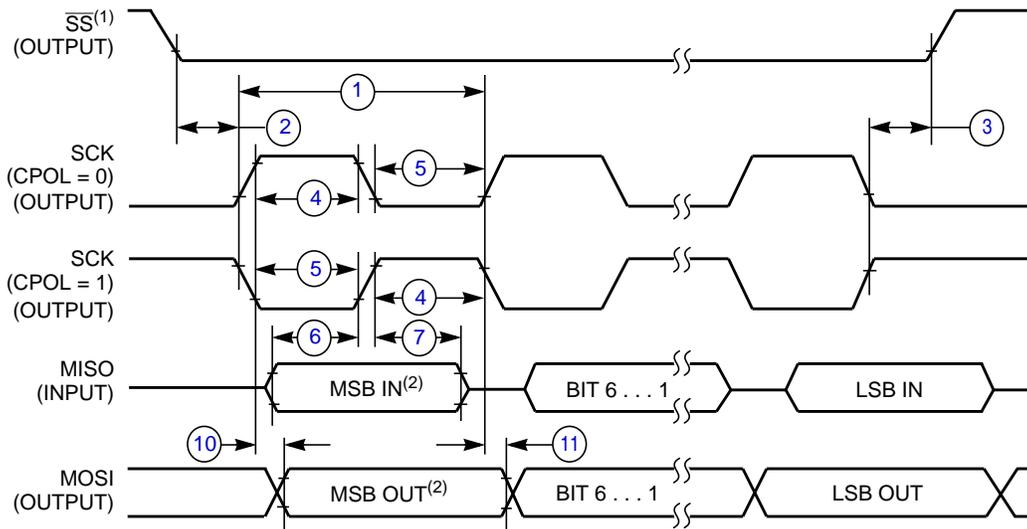 SS(1)
(OUTPUT)
1
2
3
SCK
(CPOL = 0)
(OUTPUT)
5
4
SCK
(CPOL = 1)
(OUTPUT)
5
4
6
7
MISO
(INPUT)
MSB IN(2)
BIT 6 . . . 1
LSB IN
10
11
MOSI
(OUTPUT)
MSB OUT(2)
BIT 6 . . . 1
LSB OUT